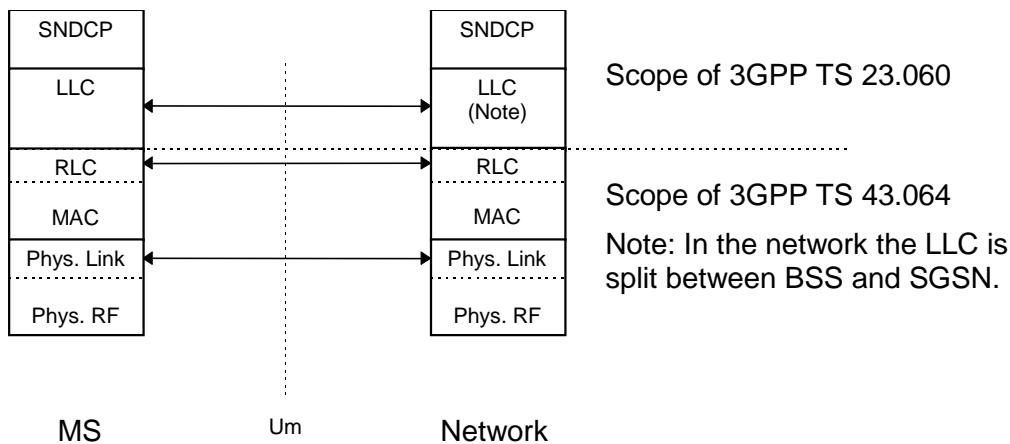 SNDCP
LLC
RLC
MAC
Phys. Link
Phys. RF
MS
Um
SNDCP
LLC
(Note)
RLC
MAC
Phys. Link
Phys. RF
Network
Scope of 3GPP TS 23.060
Scope of 3GPP TS 43.064
Note: In the network the LLC is
split between BSS and SGSN.